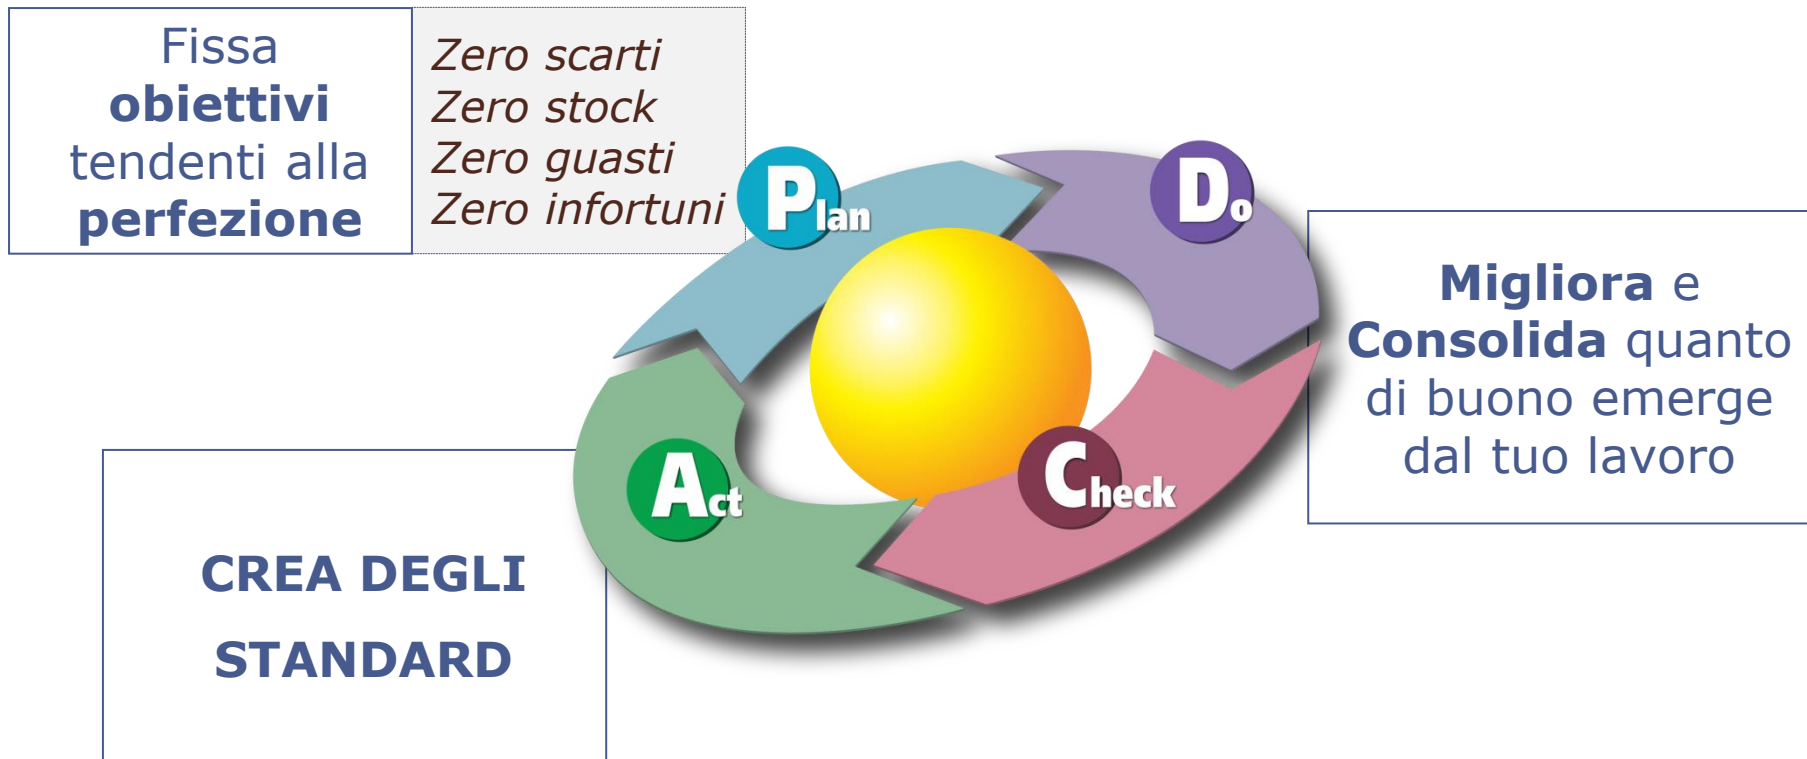 Fissa
obiettivi
tendenti alla
perfezione
Zero scarti
Zero stock
Zero guasti
Zero infortuni
Plan
Do
Migliora e
Consolida quanto
di buono emerge
dal tuo lavoro
Check
Act
CREA DEGLI
STANDARD